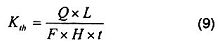 K_th = (Q × L) / (F × H × t) (9)